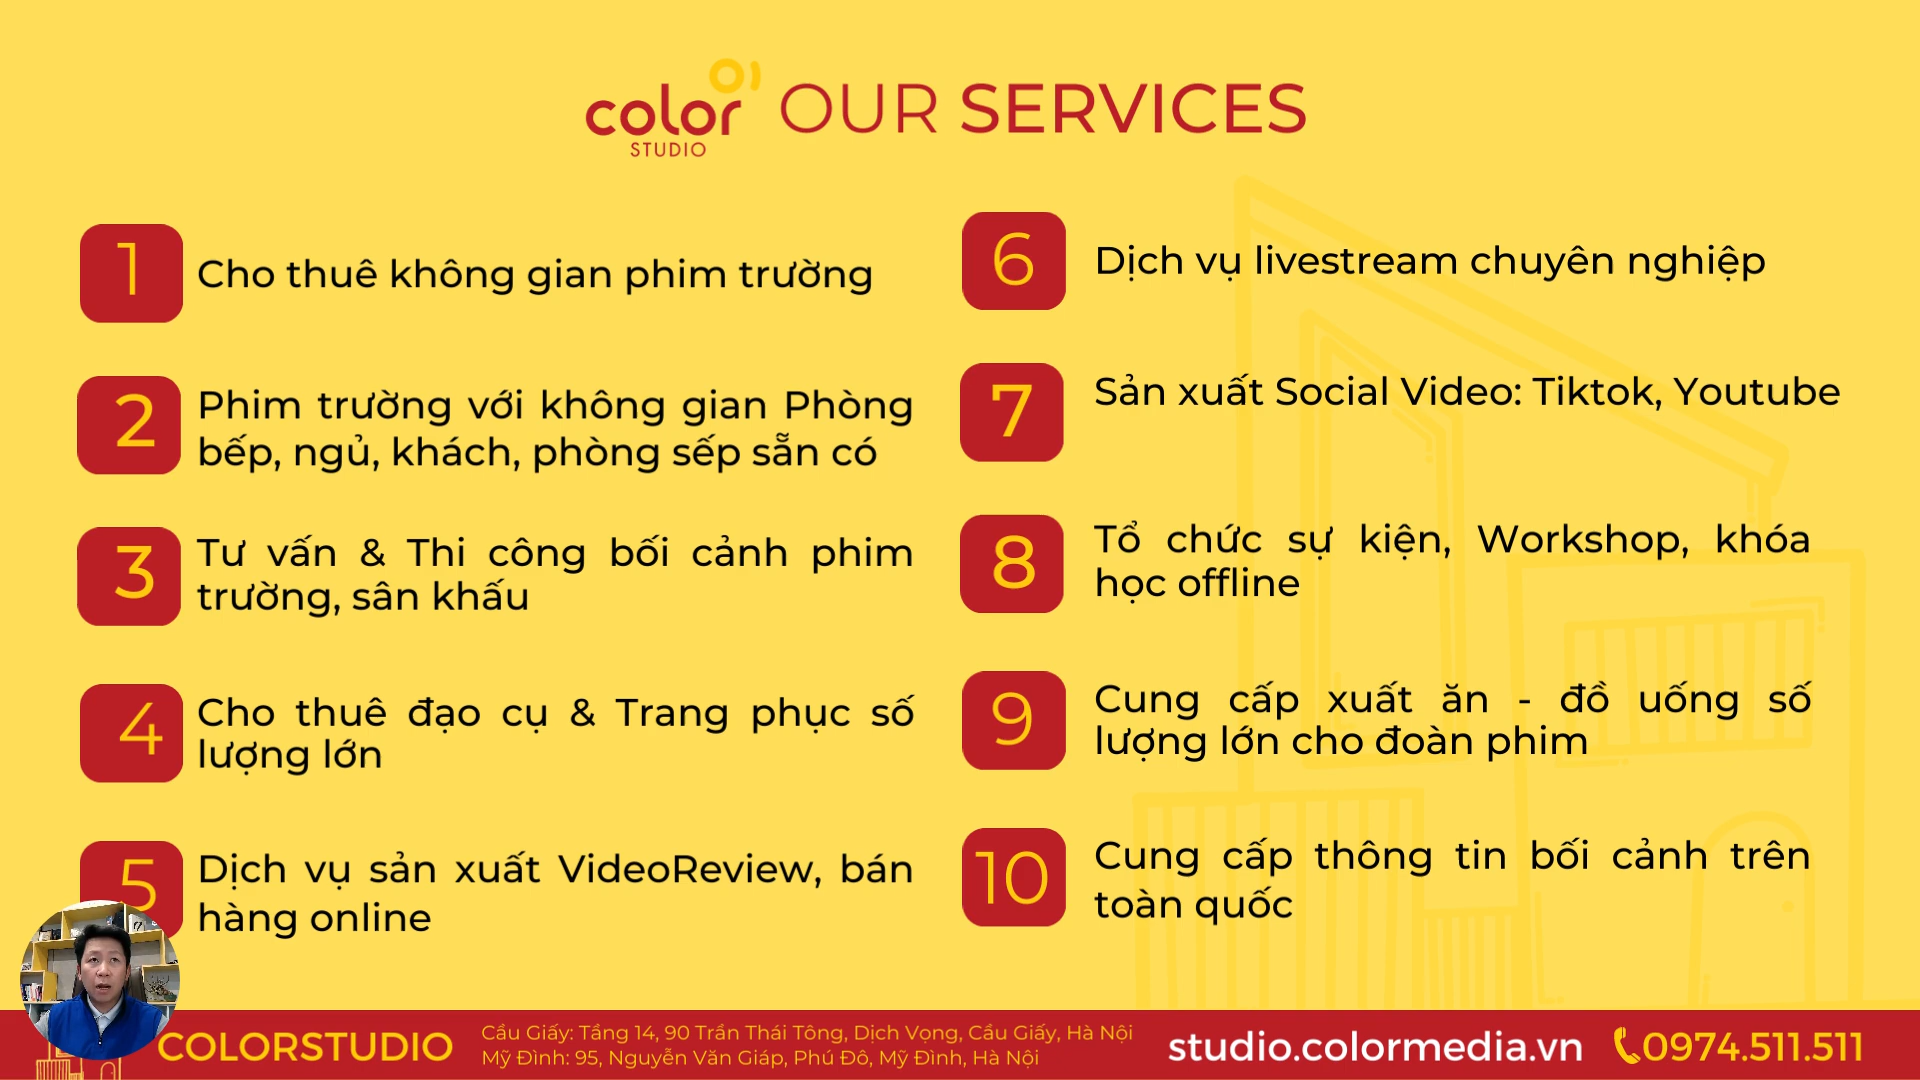 color
STUDIO
OUR SERVICES
1
Cho thuê không gian phim trường
2
Phim trường với không gian Phòng
bếp, ngủ, khách, phòng sếp sẵn có
3
Tư vấn & Thi công bối cảnh phim
trường, sân khấu
4
Cho thuê đạo cụ & Trang phục số
lượng lớn
5
Dịch vụ sản xuất VideoReview, bán
hàng online
6
Dịch vụ livestream chuyên nghiệp
7
Sản xuất Social Video: Tiktok, Youtube
8
Tổ chức sự kiện, Workshop, khóa
học offline
9
Cung cấp xuất ăn - đồ uống số
lượng lớn cho đoàn phim
10
Cung cấp thông tin bối cảnh trên
toàn quốc
COLORSTUDIO
Cầu Giấy: Tầng 14, 90 Trần Thái Tông, Dịch Vọng, Cầu Giấy, Hà Nội
Mỹ Đình: 95, Nguyễn Văn Giáp, Phú Đô, Mỹ Đình, Hà Nội
studio.colormedia.vn
0974.511.511